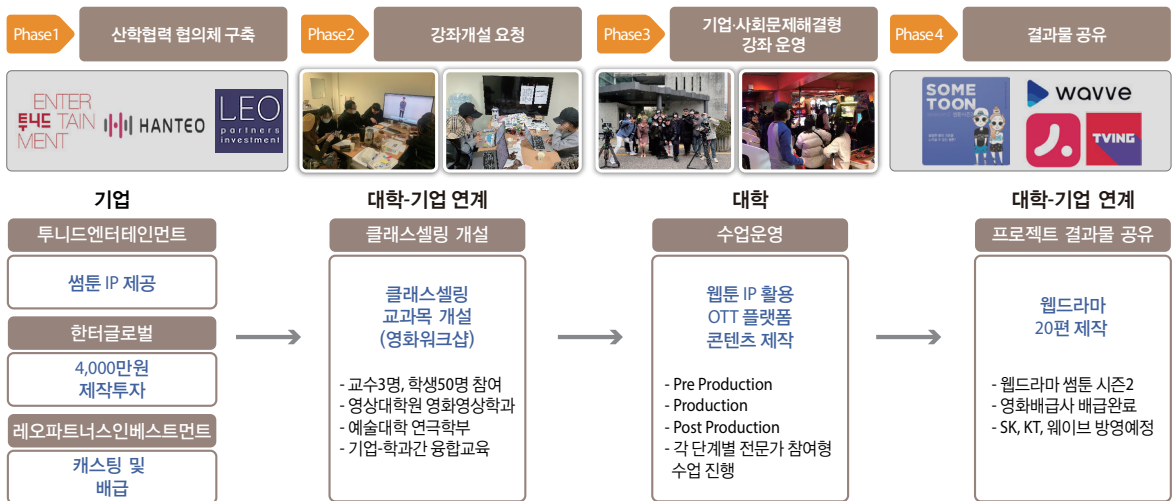 Phase1
산학협력 협의체 구축
Phase2
강좌개설 요청
Phase3
기업·사회문제해결형
강좌 운영
Phase4
결과물 공유
ENTER
투니드 TAIN
MENT
HANTEO
LEO
partners
investment
SOME
TOON
wavve
TVING
기업
투니드엔터테인먼트
썸툰 IP 제공
한터글로벌
4,000만원
제작투자
레오파트너스인베스트먼트
캐스팅 및
배급
대학-기업 연계
클래스셀링 개설
클래스셀링
교과목 개설
(영화워크샵)
- 교수3명, 학생50명 참여
- 영상대학원 영화영상학과
- 예술대학 연극학부
- 기업-학과간 융합교육
대학
수업운영
웹툰 IP 활용
OTT 플랫폼
콘텐츠 제작
- Pre Production
- Production
- Post Production
- 각 단계별 전문가 참여형
수업 진행
대학-기업 연계
프로젝트 결과물 공유
웹드라마
20편 제작
- 웹드라마 썸툰 시즌2
- 영화배급사 배급완료
- SK, KT, 웨이브 방영예정